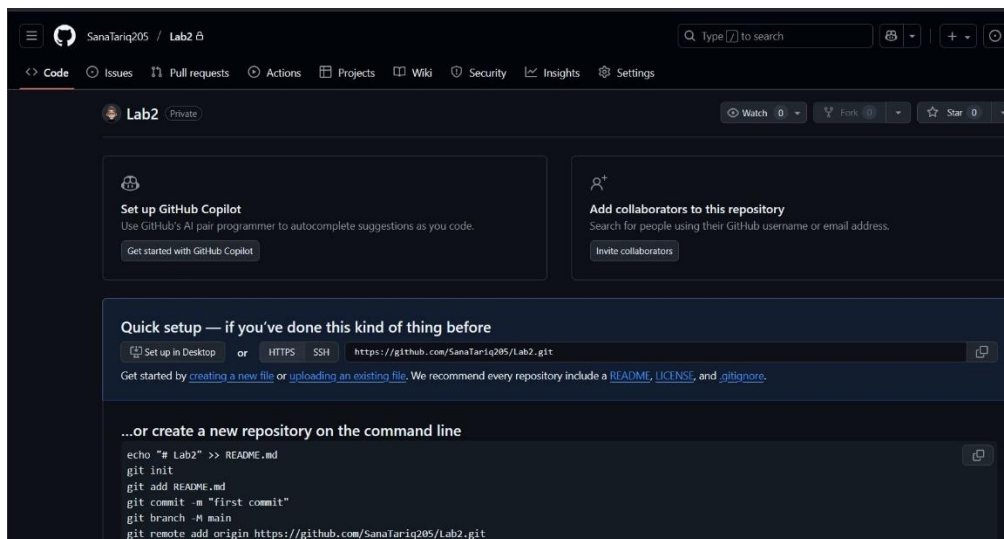 SanaTariq205 / Lab2
Type / to search
Code Issues Pull requests Actions Projects Wiki Security Insights Settings
Lab2 Private
Watch 0 Fork 0 Star 0
Set up GitHub Copilot
Use GitHub's AI pair programmer to autocomplete suggestions as you code.
Get started with GitHub Copilot
Add collaborators to this repository
Search for people using their GitHub username or email address.
Invite collaborators
Quick setup — if you've done this kind of thing before
Set up in Desktop or HTTPS SSH https://github.com/SanaTariq205/Lab2.git
Get started by creating a new file or uploading an existing file. We recommend every repository include a README, LICENSE, and .gitignore.
...or create a new repository on the command line
echo "# Lab2" >> README.md
git init
git add README.md
git commit -m "first commit"
git branch -M main
git remote add origin https://github.com/SanaTariq205/Lab2.git